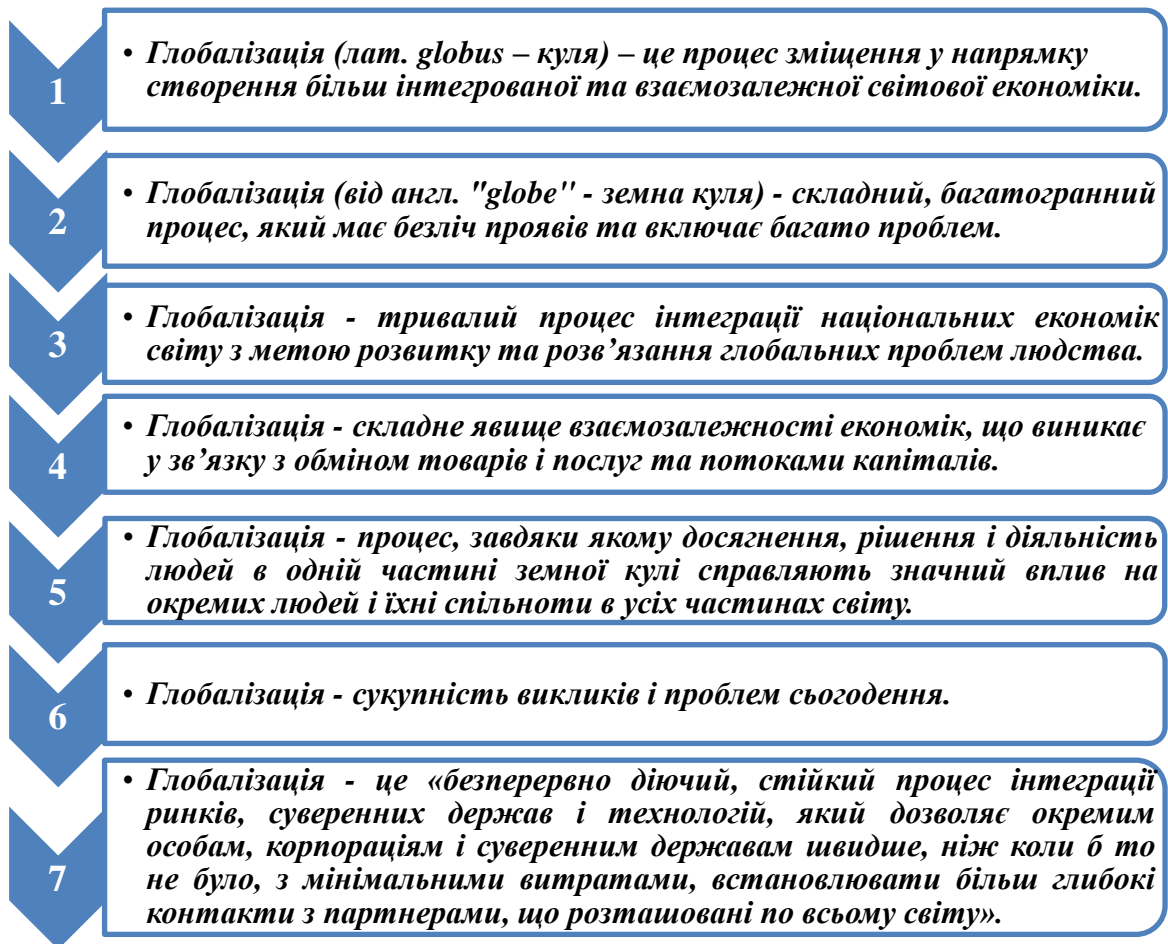 1
• Глобалізація (лат. globus – куля) – це процес зміщення у напрямку
створення більш інтегрованої та взаємозалежної світової економіки.
2
• Глобалізація (від англ. "globe" - земна куля) - складний, багатогранний
процес, який має безліч проявів та включає багато проблем.
3
• Глобалізація - тривалий процес інтеграції національних економік
світу з метою розвитку та розв’язання глобальних проблем людства.
4
• Глобалізація - складне явище взаємозалежності економік, що виникає
у зв’язку з обміном товарів і послуг та потоками капіталів.
5
• Глобалізація - процес, завдяки якому досягнення, рішення і діяльність
людей в одній частині земної кулі справляють значний вплив на
окремих людей і їхні спільноти в усіх частинах світу.
6
• Глобалізація - сукупність викликів і проблем сьогодення.
7
• Глобалізація - це «безперервно діючий, стійкий процес інтеграції
ринків, суверенних держав і технологій, який дозволяє окремим
особам, корпораціям і суверенним державам швидше, ніж коли б то
не було, з мінімальними витратами, встановлювати більш глибокі
контакти з партнерами, що розташовані по всьому світу».